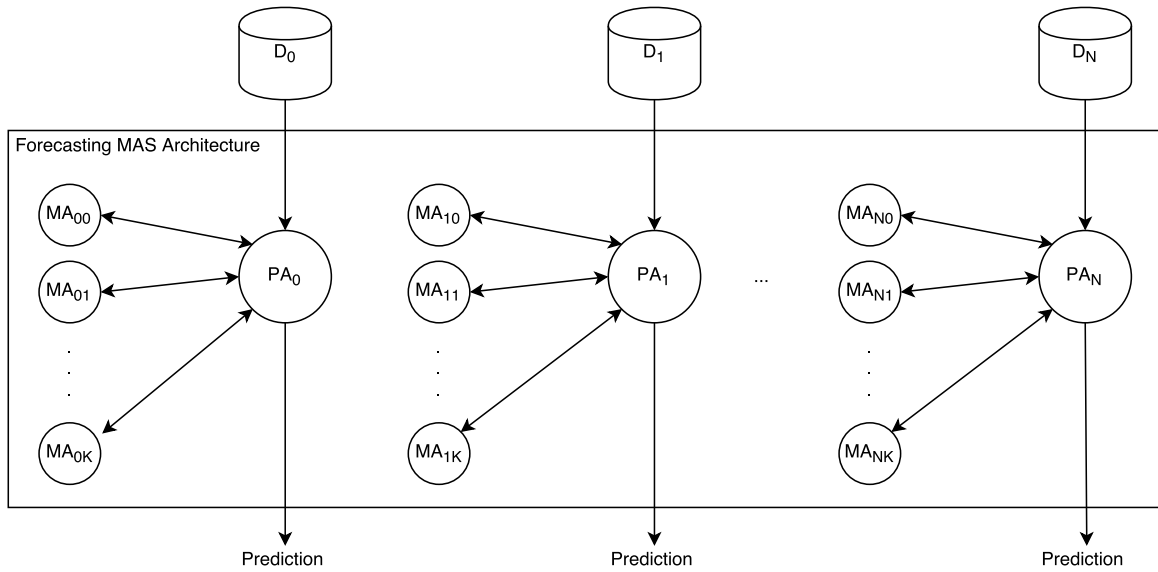 D0
D1
DN
Forecasting MAS Architecture
MA00
MA10
MAN0
PA0
PA1
...
PAN
MA01
MA11
MAN1
MA0K
MA1K
MANK
Prediction
Prediction
Prediction